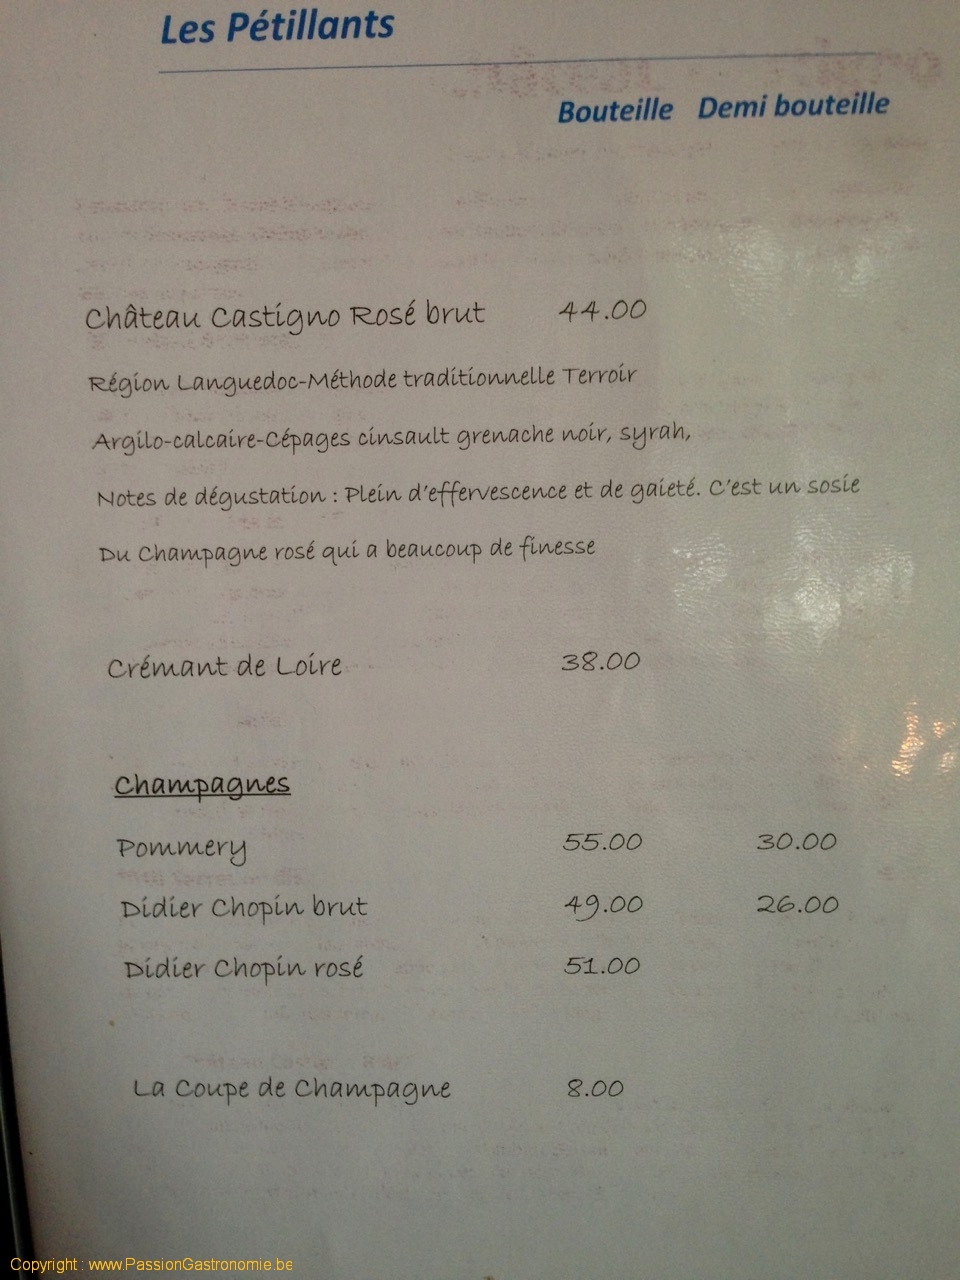 Les Pétillants
Bouteille Demi bouteille
Château Castigno Rosé brut 44.00
Région Languedoc-Méthode traditionnelle Terroir
Argilo-calcaire-Cépages cinsault grenache noir, syrah,
Notes de dégustation : Plein d'effervescence et de gaieté. C'est un sosie
Du Champagne rosé qui a beaucoup de finesse
Crémant de Loire 38.00
Champagnes
Pommery 55.00 30.00
Didier Chopin brut 49.00 26.00
Didier Chopin rosé 51.00
La Coupe de Champagne 8.00
Copyright : www.PassionGastronomie.be